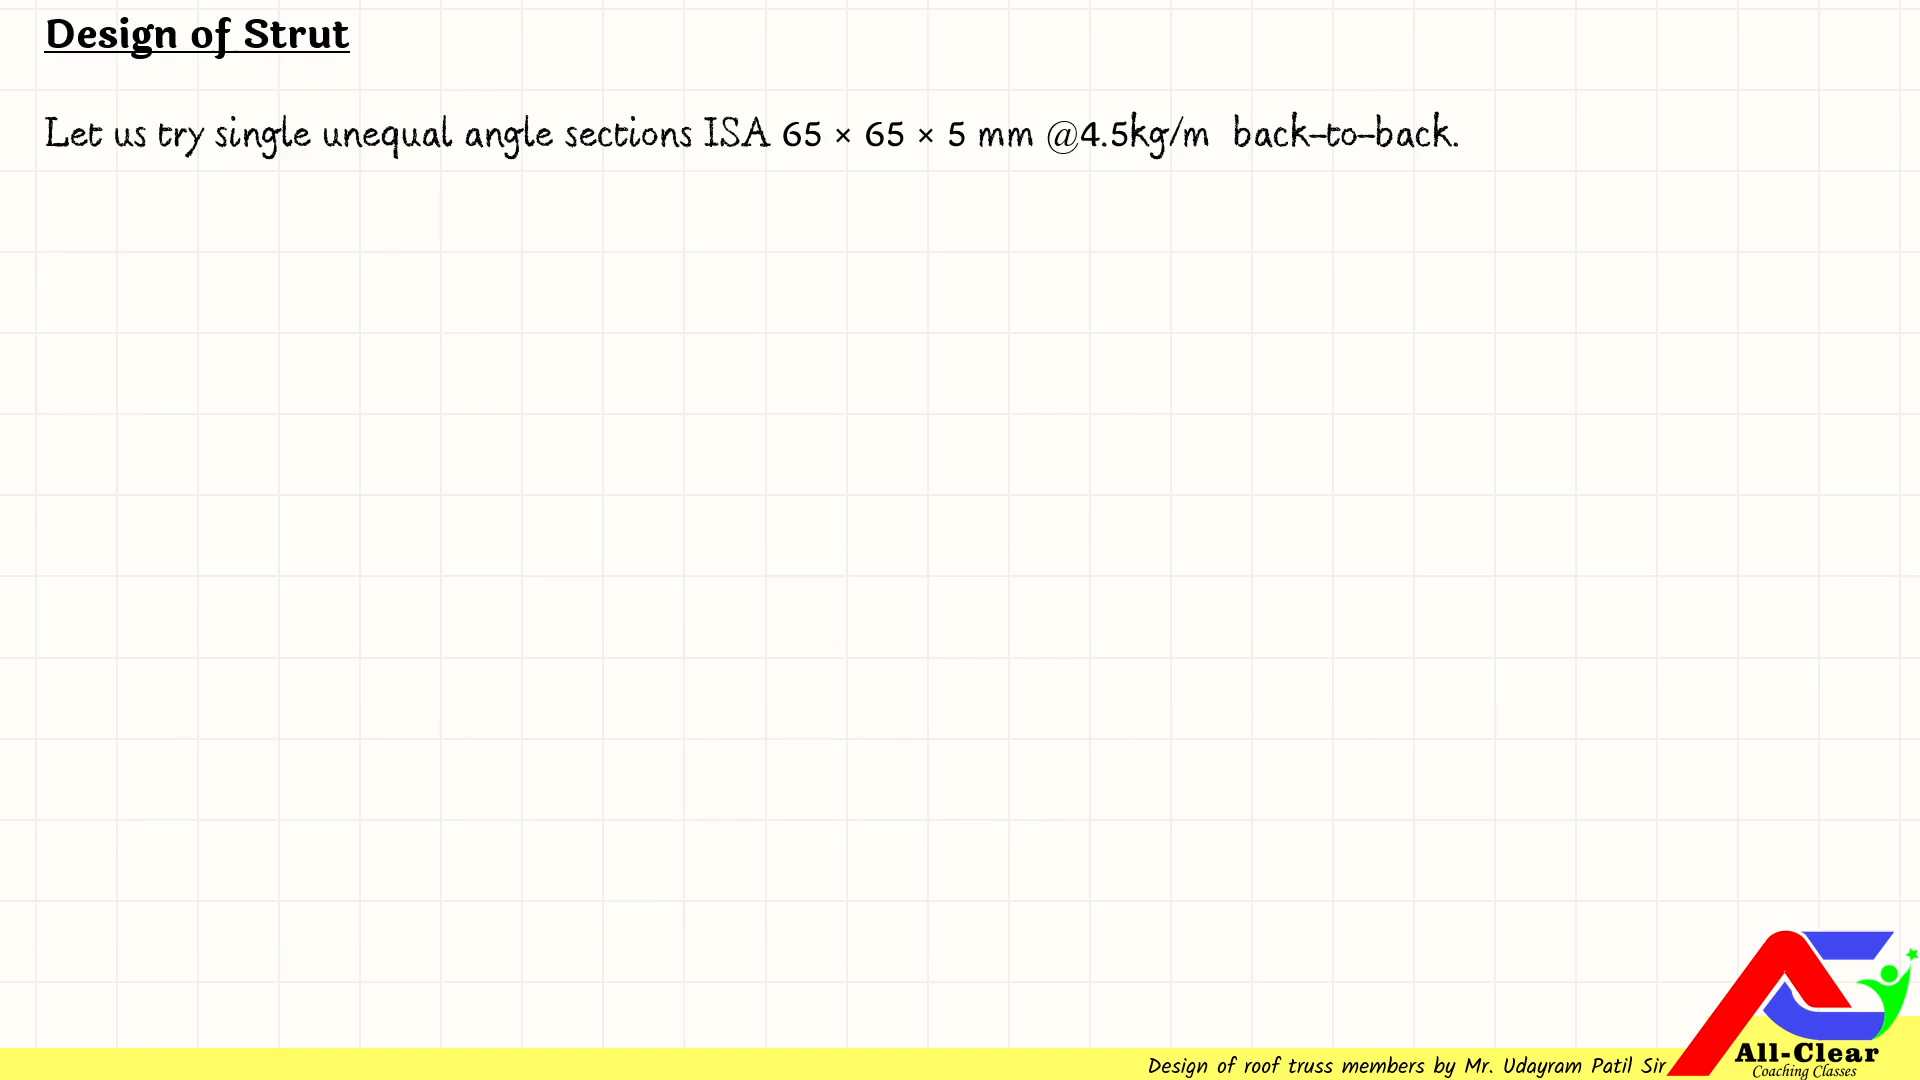 Design of Strut
Let us try single unequal angle sections ISA 65 × 65 × 5 mm @4.5kg/m back-to-back.
Design of roof truss members by Mr. Udayram Patil Sir
All-Clear
Coaching Classes